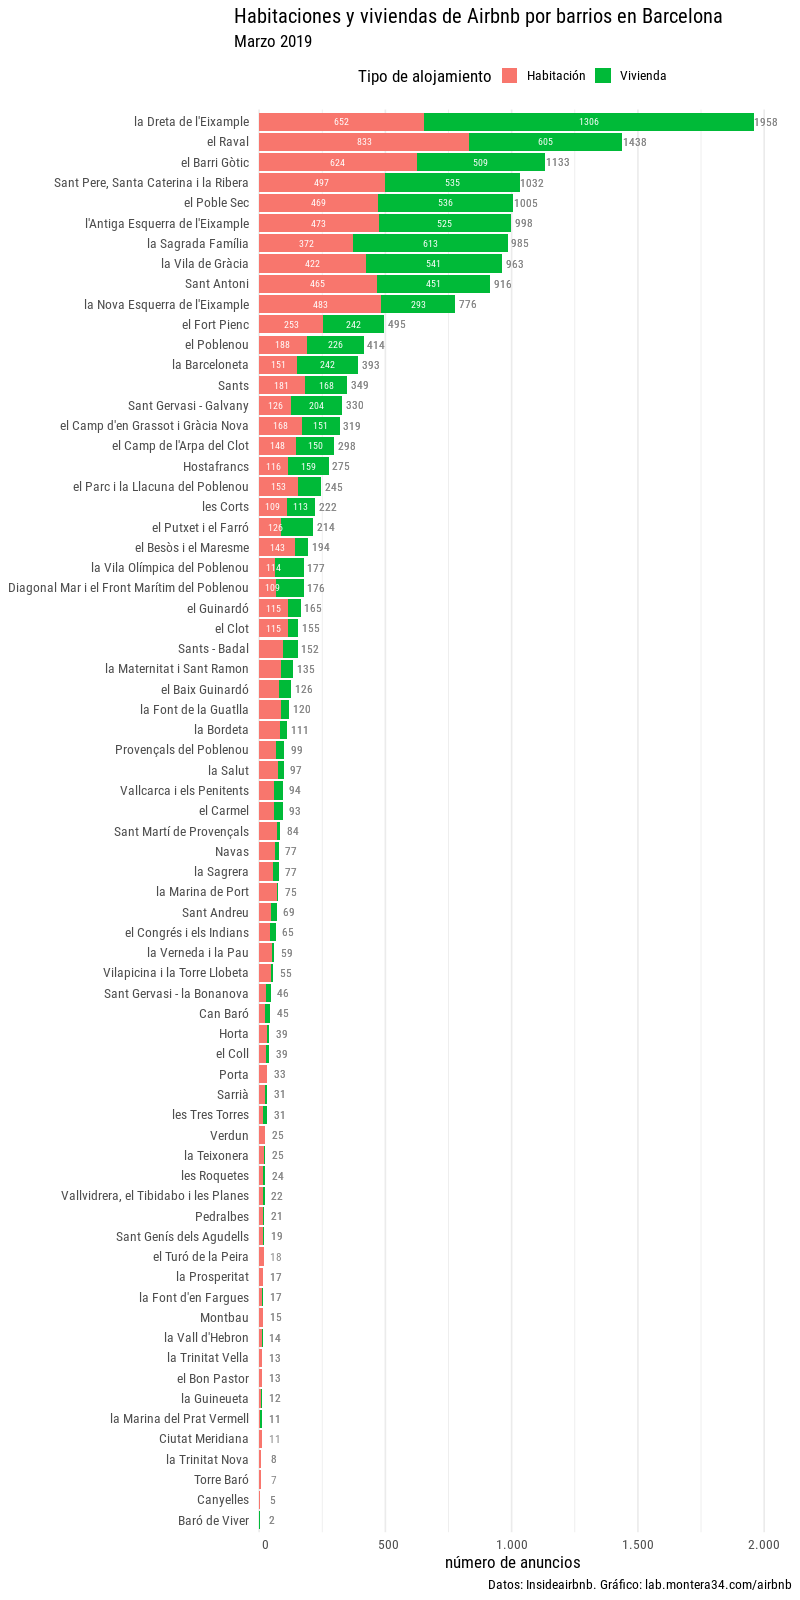 Habitaciones y viviendas de Airbnb por barrios en Barcelona
Marzo 2019
Tipo de alojamiento Habitación Vivienda
la Dreta de l'Eixample 652 1306 1958
el Raval 833 605 1438
el Barri Gòtic 624 509 1133
Sant Pere, Santa Caterina i la Ribera 497 535 1032
el Poble Sec 469 536 1005
l'Antiga Esquerra de l'Eixample 473 525 998
la Sagrada Família 372 613 985
la Vila de Gràcia 422 541 963
Sant Antoni 465 451 916
la Nova Esquerra de l'Eixample 483 293 776
el Fort Pienc 253 242 495
el Poblenou 188 226 414
la Barceloneta 151 242 393
Sants 181 168 349
Sant Gervasi - Galvany 126 204 330
el Camp d'en Grassot i Gràcia Nova 168 151 319
el Camp de l'Arpa del Clot 148 150 298
Hostafrancs 116 159 275
el Parc i la Llacuna del Poblenou 153 245
les Corts 109 113 222
el Putxet i el Farró 126 214
el Besòs i el Maresme 143 194
la Vila Olímpica del Poblenou 114 177
Diagonal Mar i el Front Marítim del Poblenou 109 176
el Guinardó 115 165
el Clot 115 155
Sants - Badal 152
la Maternitat i Sant Ramon 135
el Baix Guinardó 126
la Font de la Guatlla 120
la Bordeta 111
Provençals del Poblenou 99
la Salut 97
Vallcarca i els Penitents 94
el Carmel 93
Sant Martí de Provençals 84
Navas 77
la Sagrera 77
la Marina de Port 75
Sant Andreu 69
el Congrés i els Indians 65
la Verneda i la Pau 59
Vilapicina i la Torre Llobeta 55
Sant Gervasi - la Bonanova 46
Can Baró 45
Horta 39
el Coll 39
Porta 33
Sarrià 31
les Tres Torres 31
Verdun 25
la Teixonera 25
les Roquetes 24
Vallvidrera, el Tibidabo i les Planes 22
Pedralbes 21
Sant Genís dels Agudells 19
el Turó de la Peira 18
la Prosperitat 17
la Font d'en Fargues 17
Montbau 15
la Vall d'Hebron 14
la Trinitat Vella 13
el Bon Pastor 13
la Guineueta 12
la Marina del Prat Vermell 11
Ciutat Meridiana 11
la Trinitat Nova 8
Torre Baró 7
Canyelles 5
Baró de Viver 2
0 500 1.000 1.500 2.000
número de anuncios
Datos: Insideairbnb. Gráfico: lab.montera34.com/airbnb